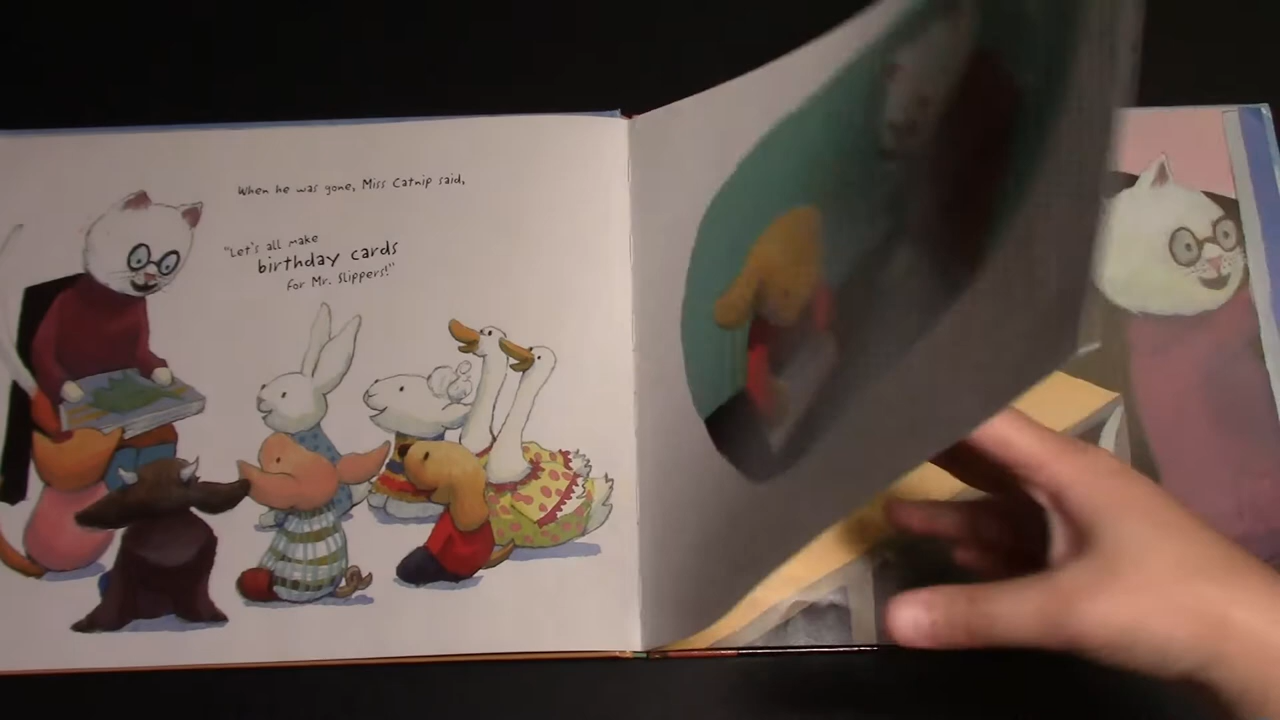 When he was gone, Miss Catnip said,
"Let's all make
birthday cards
for Mr. Slippers!"